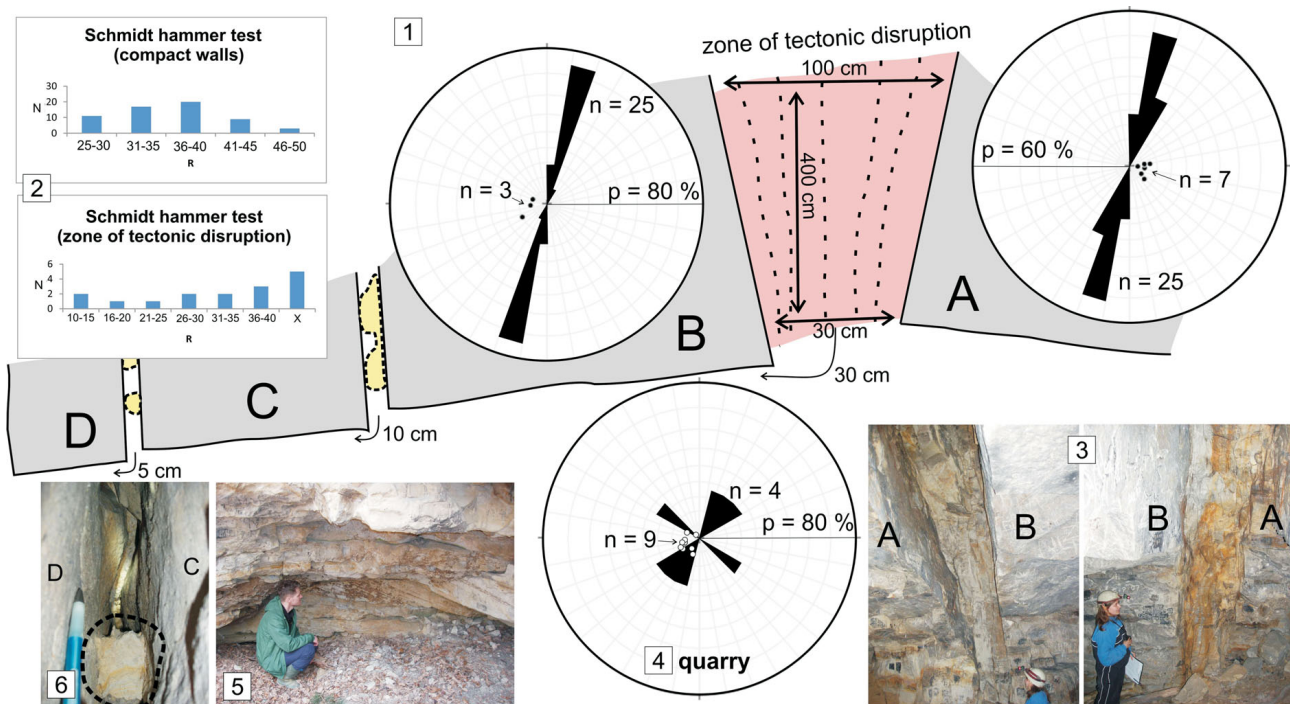 Schmidt hammer test
(compact walls)
N
30
20
10
0
25-30 31-35 36-40 41-45 46-50
R
2
Schmidt hammer test
(zone of tectonic disruption)
N
6
4
2
0
10-15 16-20 21-25 26-30 31-35 36-40 X
R
1
n = 25
n = 3
p = 80 %
zone of tectonic disruption
100 cm
400 cm
30 cm
30 cm
p = 60 %
n = 7
n = 25
A
B
C
D
10 cm
5 cm
n = 4
p = 80 %
n = 9
4 quarry
3
A
B
B
A
D
C
6
5